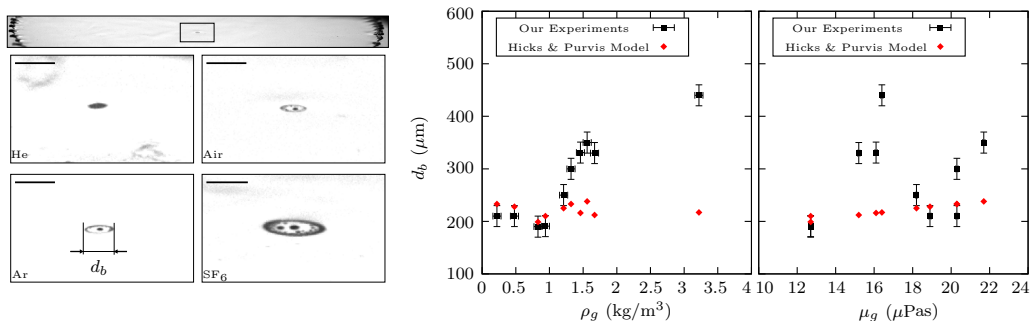 He
Air
Ar
d_b
SF₆
d_b (μm)
600
500
400
300
200
100
Our Experiments
Hicks & Purvis Model
0 0.5 1 1.5 2 2.5 3 3.5 4
ρ_g (kg/m³)
Our Experiments
Hicks & Purvis Model
10 12 14 16 18 20 22 24
μ_g (μPas)